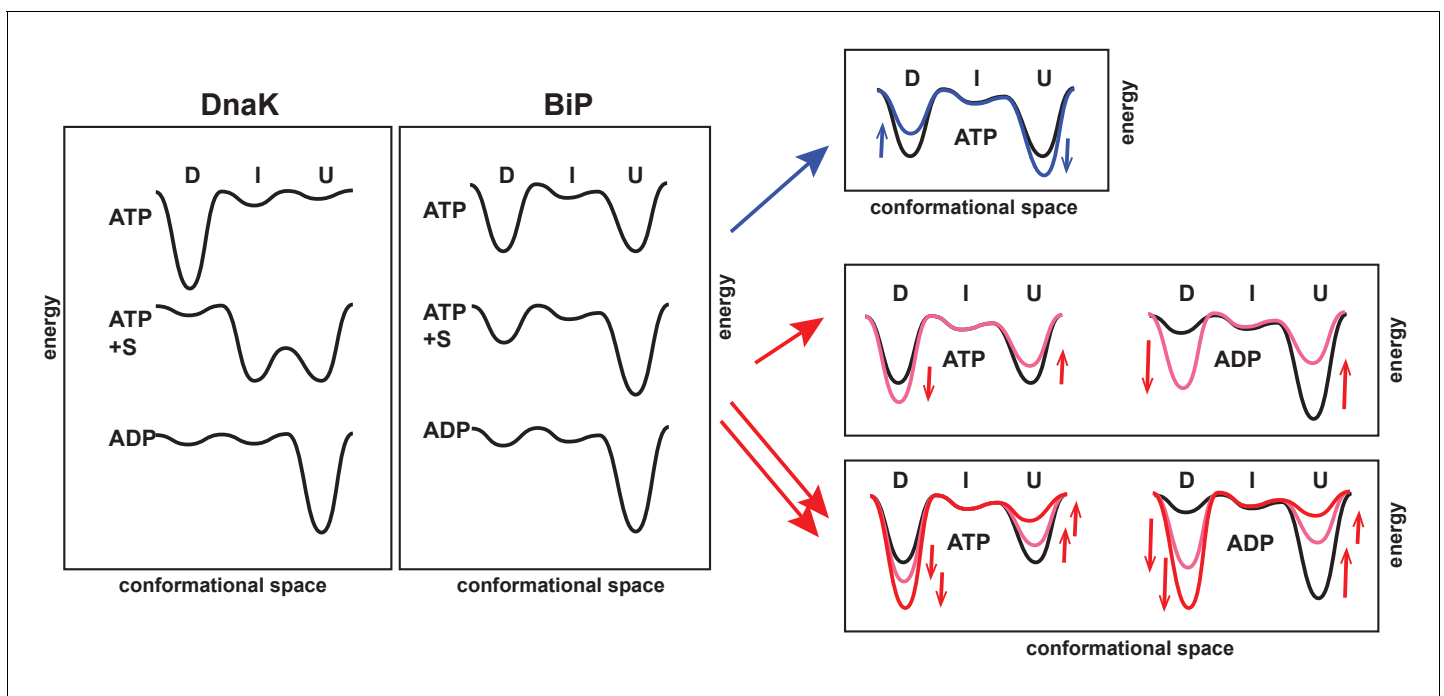 DnaK
D I U
ATP
ATP
+S
ADP
energy
conformational space
BiP
D I U
ATP
ATP
+S
ADP
energy
conformational space
D I U
ATP
energy
conformational space
D I U
ATP
D I U
ADP
energy
D I U
ATP
D I U
ADP
energy
conformational space